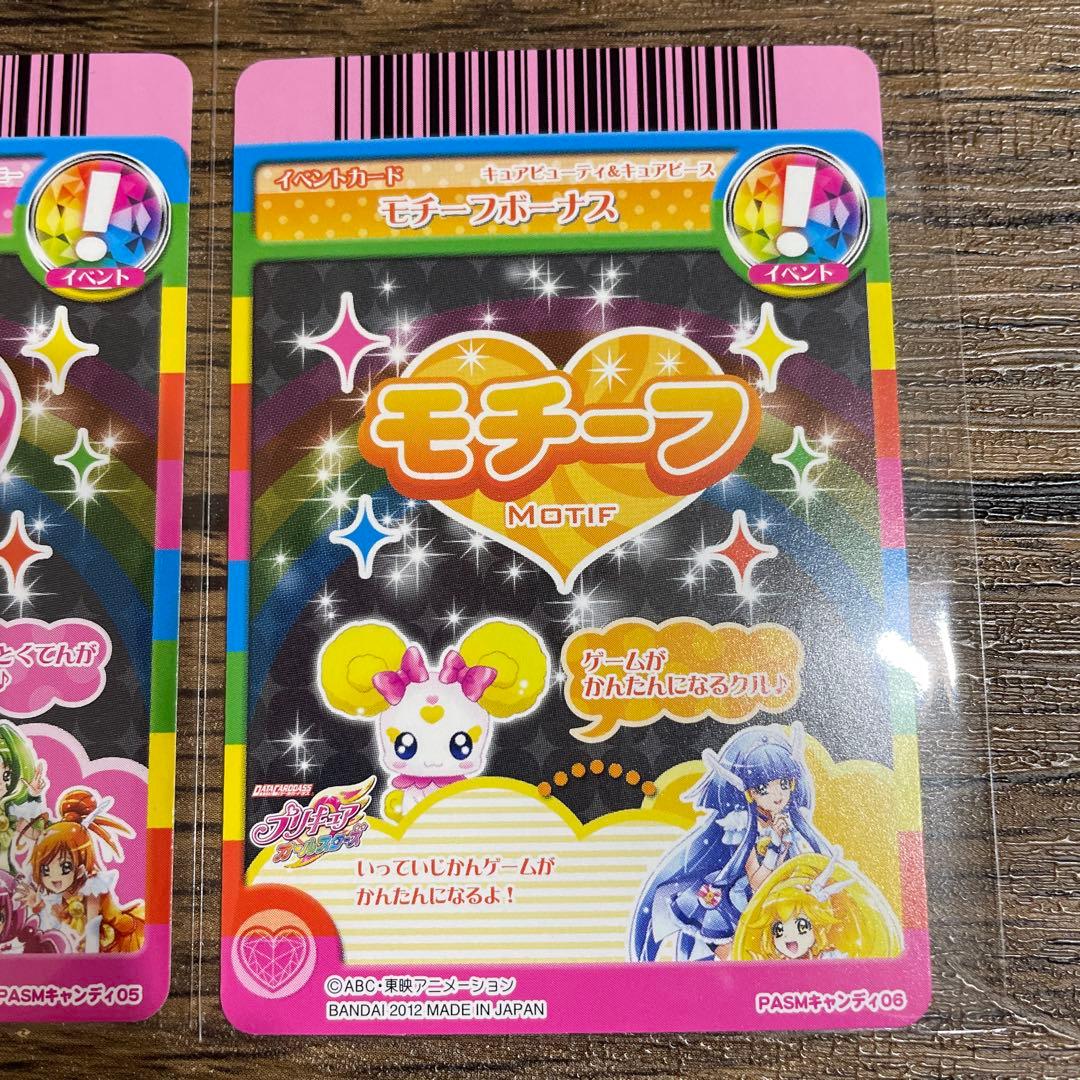 イベント
とくてんが
♪
PASMキャンディ05
イベントカード
キュアビューティ&キュアピース
モチーフボーナス
イベント
モチーフ
MOTIF
ゲームが
かんたんになるクル♪
DATACARDDASS
プリキュア
オールスターズ
いっていじかんゲームが
かんたんになるよ!
©ABC・東映アニメーション
BANDAI 2012 MADE IN JAPAN
PASMキャンディ06